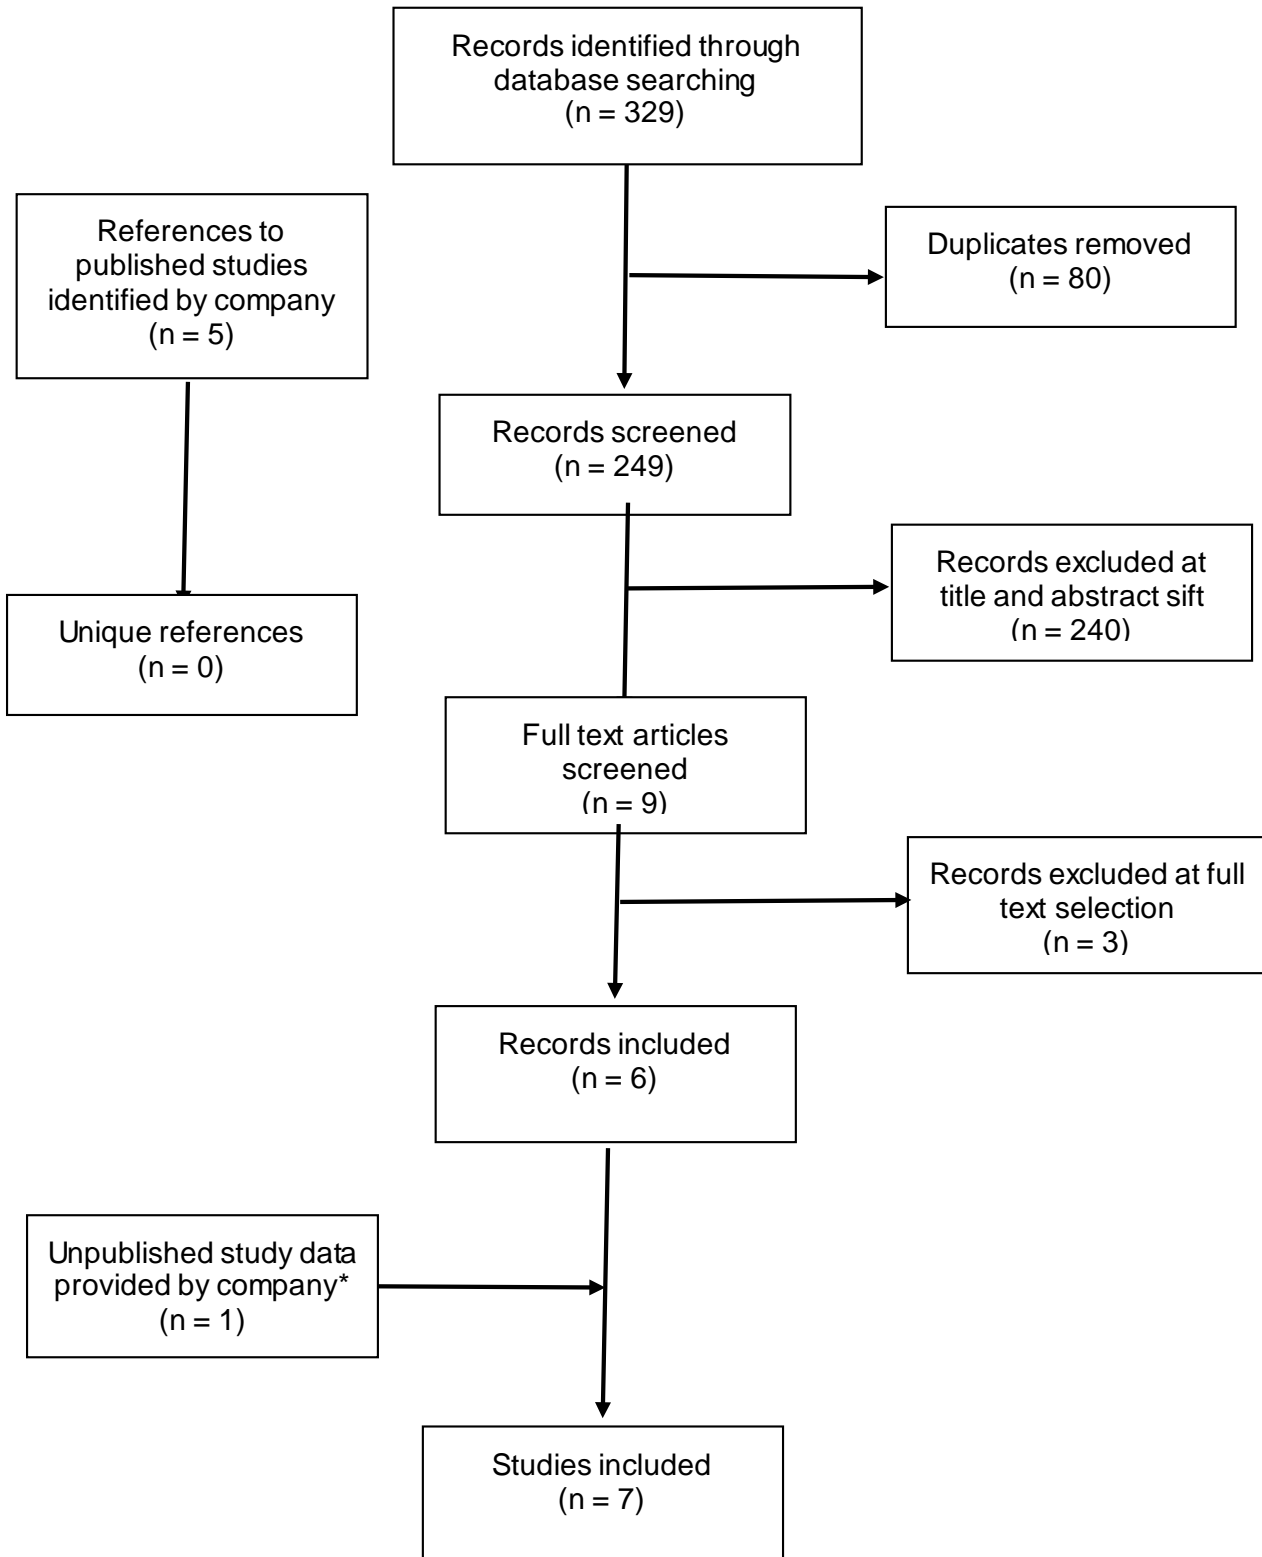 Records identified through
database searching
(n = 329)
References to
published studies
identified by company
(n = 5)
Duplicates removed
(n = 80)
Records screened
(n = 249)
Records excluded at
title and abstract sift
(n = 240)
Unique references
(n = 0)
Full text articles
screened
(n = 9)
Records excluded at full
text selection
(n = 3)
Records included
(n = 6)
Unpublished study data
provided by company*
(n = 1)
Studies included
(n = 7)